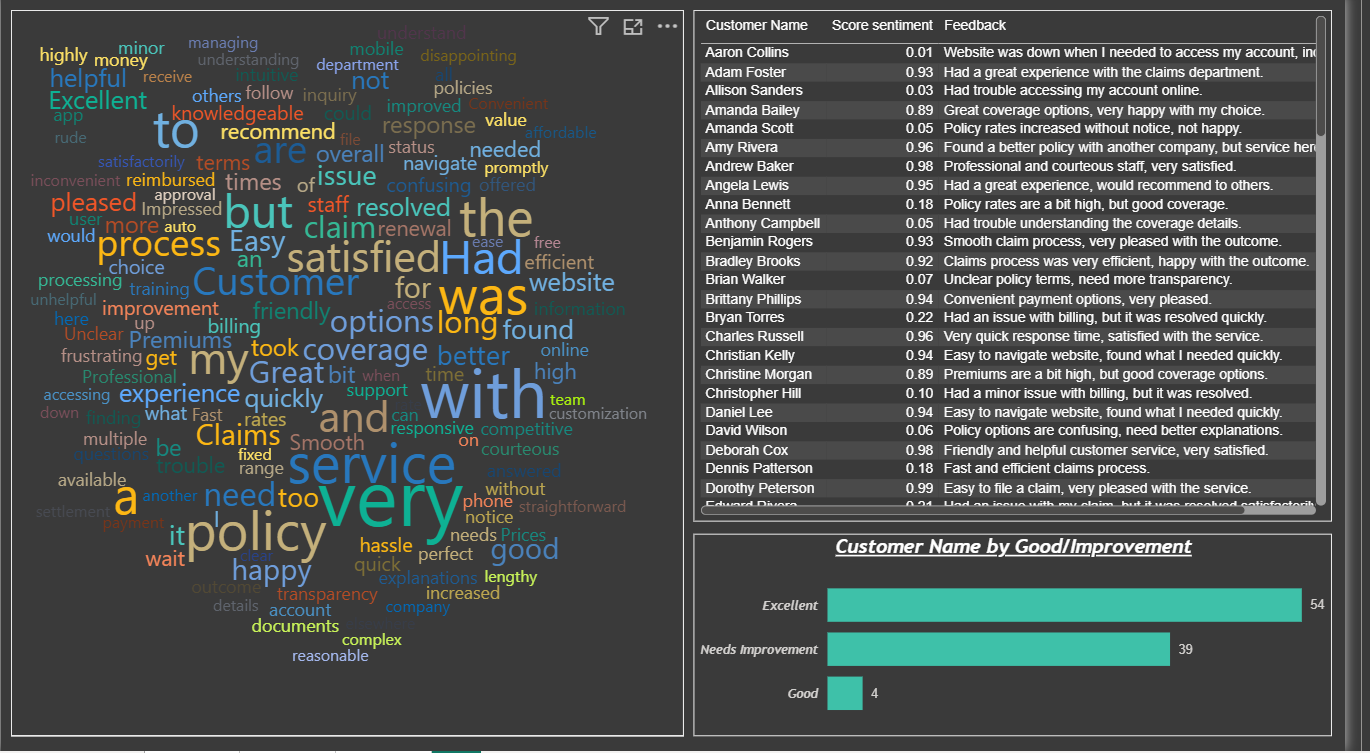 understand
managing
minor
highly
money
mobile
understanding
disappointing
department
helpful
receive
intuitive
not
all
policies
Excellent
others
follow
inquiry
improved
Convenient
app
knowledgeable
could
to
recommend
response
value
rude
file
affordable
are
overall
status
needed
satisfactorily
terms
navigate
promptly
inconvenient
reimbursed
times
of
issue
confusing
offered
pleased
approval
Impressed
but
staff
resolved
the
user
more
auto
claim
renewal
would
process
Easy
ease
free
an
satisfied
Had
efficient
choice
processing
training
Customer
for
was
website
unhelpful
access
improvement
friendly
information
here
up
billing
options
long
found
Unclear
Premiums
frustrating
get
my
took
coverage
better
online
Professional
Great
bit
when
time
high
accessing
experience
quickly
support
with
team
down
finding
what
Fast
rates
and
can
customization
multiple
Claims
Smooth
responsive
competitive
be
fixed
on
courteous
trouble
range
service
answered
available
a
another
need
too
very
without
settlement
payment
I
phone
straightforward
notice
it
policy
needs
Prices
wait
clear
hassle
perfect
good
happy
quick
outcome
explanations
lengthy
transparency
increased
details
account
company
documents
complex
reasonable
Customer Name Score sentiment Feedback
Aaron Collins 0.01 Website was down when I needed to access my account, in
Adam Foster 0.93 Had a great experience with the claims department.
Allison Sanders 0.03 Had trouble accessing my account online.
Amanda Bailey 0.89 Great coverage options, very happy with my choice.
Amanda Scott 0.05 Policy rates increased without notice, not happy.
Amy Rivera 0.96 Found a better policy with another company, but service here
Andrew Baker 0.98 Professional and courteous staff, very satisfied.
Angela Lewis 0.95 Had a great experience, would recommend to others.
Anna Bennett 0.18 Policy rates are a bit high, but good coverage.
Anthony Campbell 0.05 Had trouble understanding the coverage details.
Benjamin Rogers 0.93 Smooth claim process, very pleased with the outcome.
Bradley Brooks 0.92 Claims process was very efficient, happy with the outcome.
Brian Walker 0.07 Unclear policy terms, need more transparency.
Brittany Phillips 0.94 Convenient payment options, very pleased.
Bryan Torres 0.22 Had an issue with billing, but it was resolved quickly.
Charles Russell 0.96 Very quick response time, satisfied with the service.
Christian Kelly 0.94 Easy to navigate website, found what I needed quickly.
Christine Morgan 0.89 Premiums are a bit high, but good coverage options.
Christopher Hill 0.10 Had a minor issue with billing, but it was resolved.
Daniel Lee 0.94 Easy to navigate website, found what I needed quickly.
David Wilson 0.06 Policy options are confusing, need better explanations.
Deborah Cox 0.98 Friendly and helpful customer service, very satisfied.
Dennis Patterson 0.18 Fast and efficient claims process.
Dorothy Peterson 0.99 Easy to file a claim, very pleased with the service.
Edward Rivera 0.21 Had an issue with my claim, but it was resolved satisfactorily
Customer Name by Good/Improvement
Excellent 54
Needs Improvement 39
Good 4